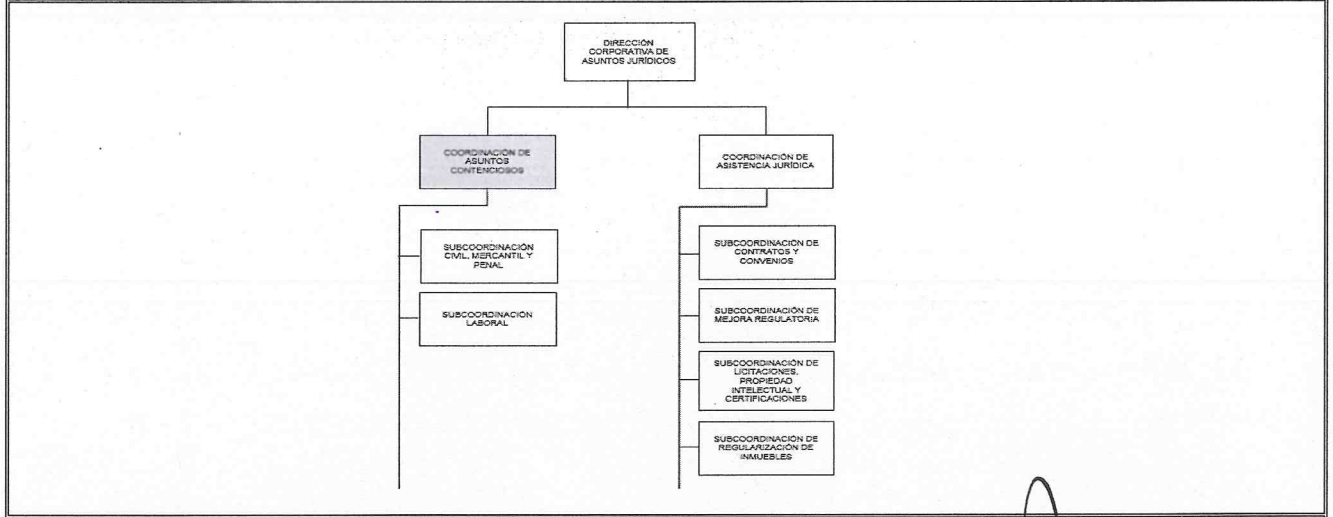 DIRECCIÓN
CORPORATIVA DE
ASUNTOS JURÍDICOS
COORDINACIÓN DE
ASUNTOS
CONTENCIOSOS
COORDINACIÓN DE
ASISTENCIA JURÍDICA
SUBCOORDINACIÓN
CIVIL, MERCANTIL Y
PENAL
SUBCOORDINACIÓN
LABORAL
SUBCOORDINACIÓN DE
CONTRATOS Y
CONVENIOS
SUBCOORDINACIÓN DE
MEJORA REGULATORIA
SUBCOORDINACIÓN DE
LICITACIONES,
PROPIEDAD
INTELECTUAL Y
CERTIFICACIONES
SUBCOORDINACIÓN DE
REGULARIZACIÓN DE
INMUEBLES